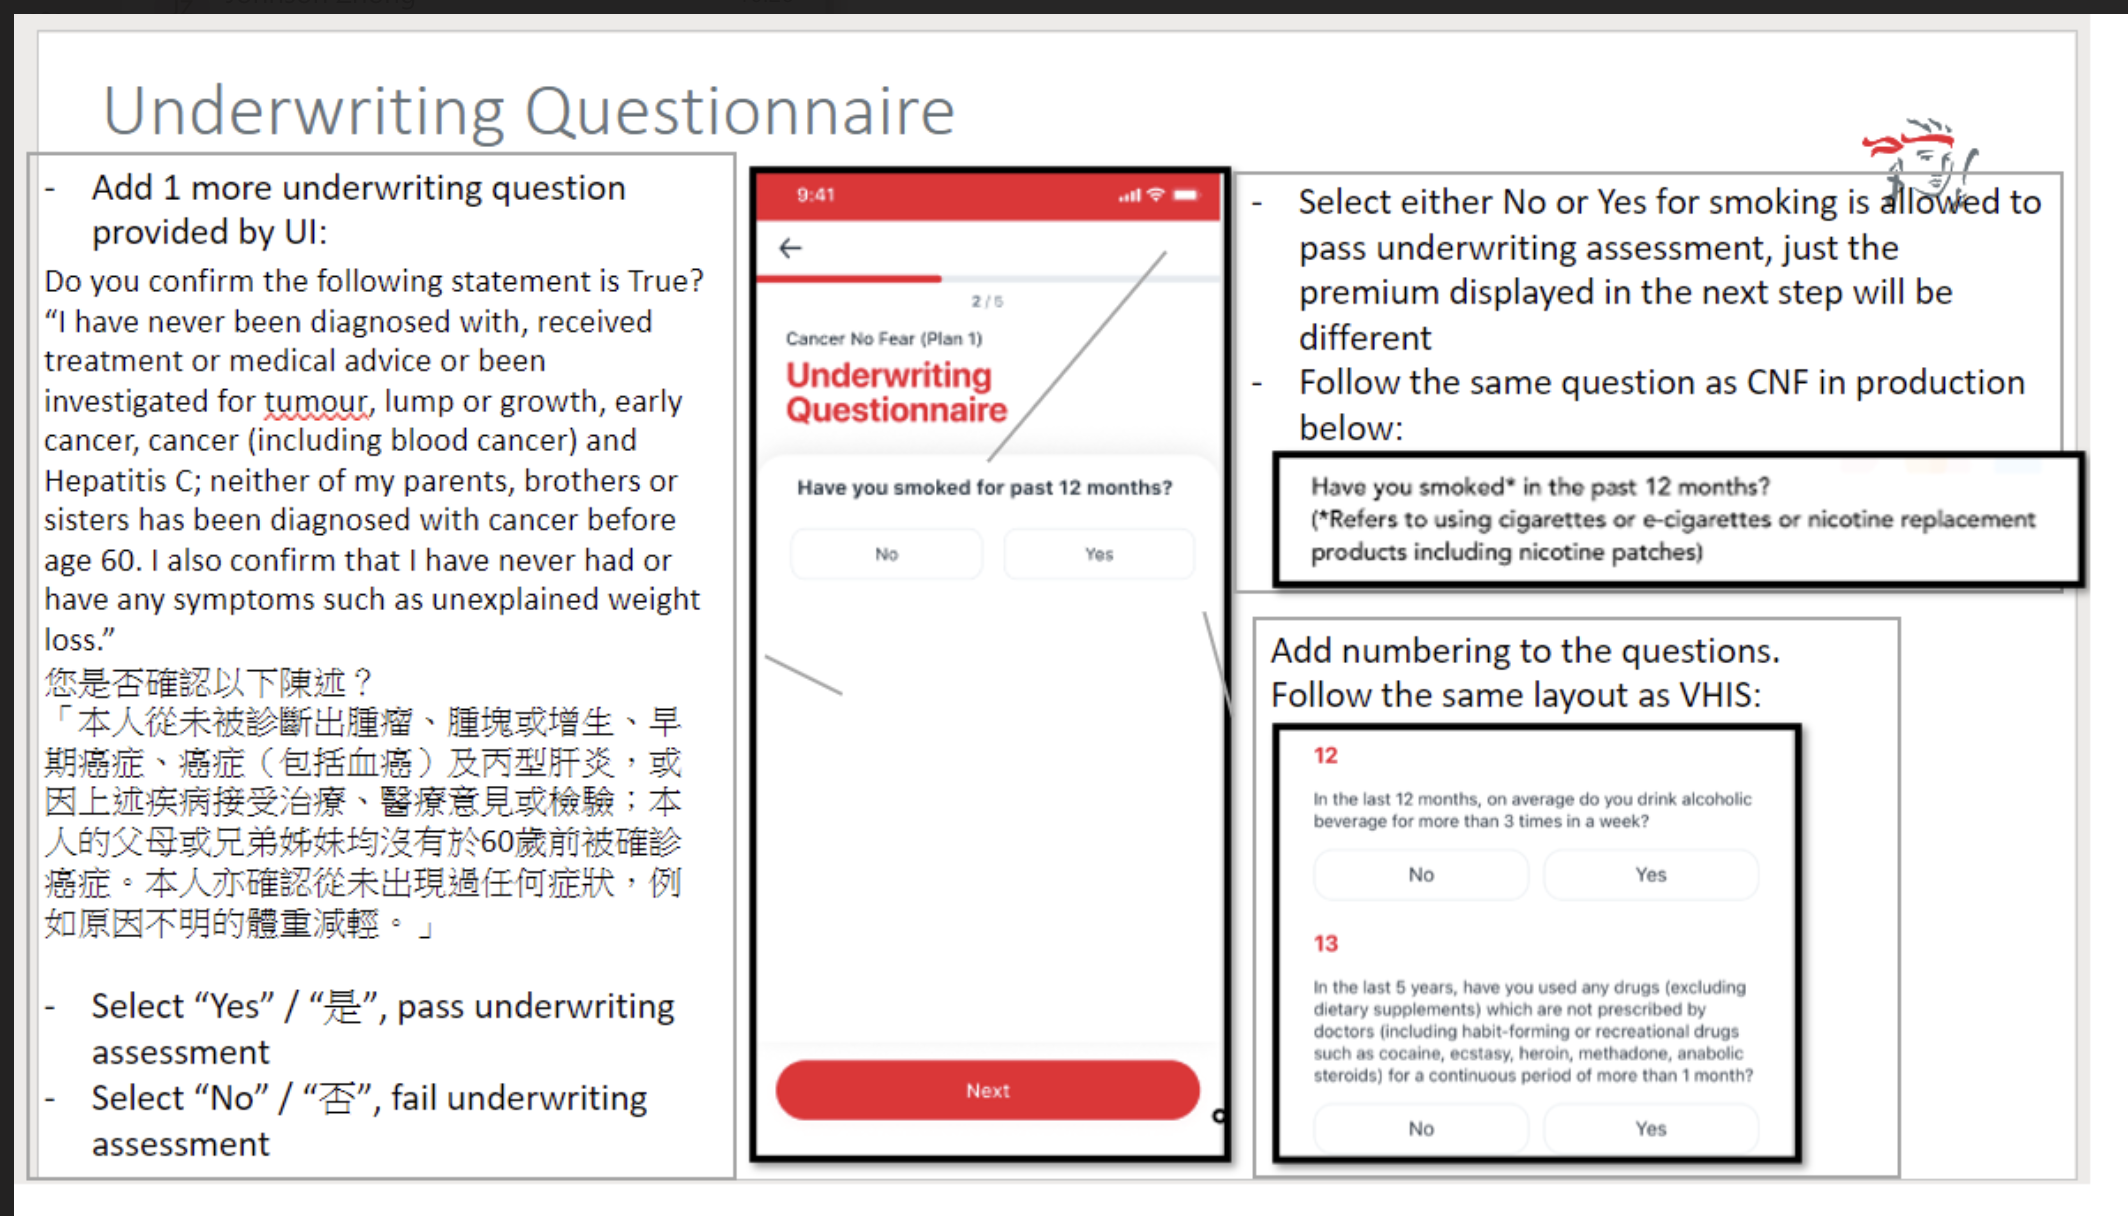 Underwriting Questionnaire
- Add 1 more underwriting question
provided by UI:
Do you confirm the following statement is True?
“I have never been diagnosed with, received
treatment or medical advice or been
investigated for tumour, lump or growth, early
cancer, cancer (including blood cancer) and
Hepatitis C; neither of my parents, brothers or
sisters has been diagnosed with cancer before
age 60. I also confirm that I have never had or
have any symptoms such as unexplained weight
loss.”
您是否確認以下陳述？
「本人從未被診斷出腫瘤、腫塊或增生、早
期癌症、癌症（包括血癌）及丙型肝炎，或
因上述疾病接受治療、醫療意見或檢驗；本
人的父母或兄弟姊妹均沒有於60歲前被確診
癌症。本人亦確認從未出現過任何症狀，例
如原因不明的體重減輕。」
- Select “Yes” / “是”, pass underwriting
assessment
- Select “No” / “否”, fail underwriting
assessment
9:41
2 / 5
Cancer No Fear (Plan 1)
Underwriting
Questionnaire
Have you smoked for past 12 months?
No Yes
Next
- Select either No or Yes for smoking is allowed to
pass underwriting assessment, just the
premium displayed in the next step will be
different
- Follow the same question as CNF in production
below:
Have you smoked* in the past 12 months?
(*Refers to using cigarettes or e-cigarettes or nicotine replacement
products including nicotine patches)
Add numbering to the questions.
Follow the same layout as VHIS:
12
In the last 12 months, on average do you drink alcoholic
beverage for more than 3 times in a week?
No Yes
13
In the last 5 years, have you used any drugs (excluding
dietary supplements) which are not prescribed by
doctors (including habit-forming or recreational drugs
such as cocaine, ecstasy, heroin, methadone, anabolic
steroids) for a continuous period of more than 1 month?
No Yes